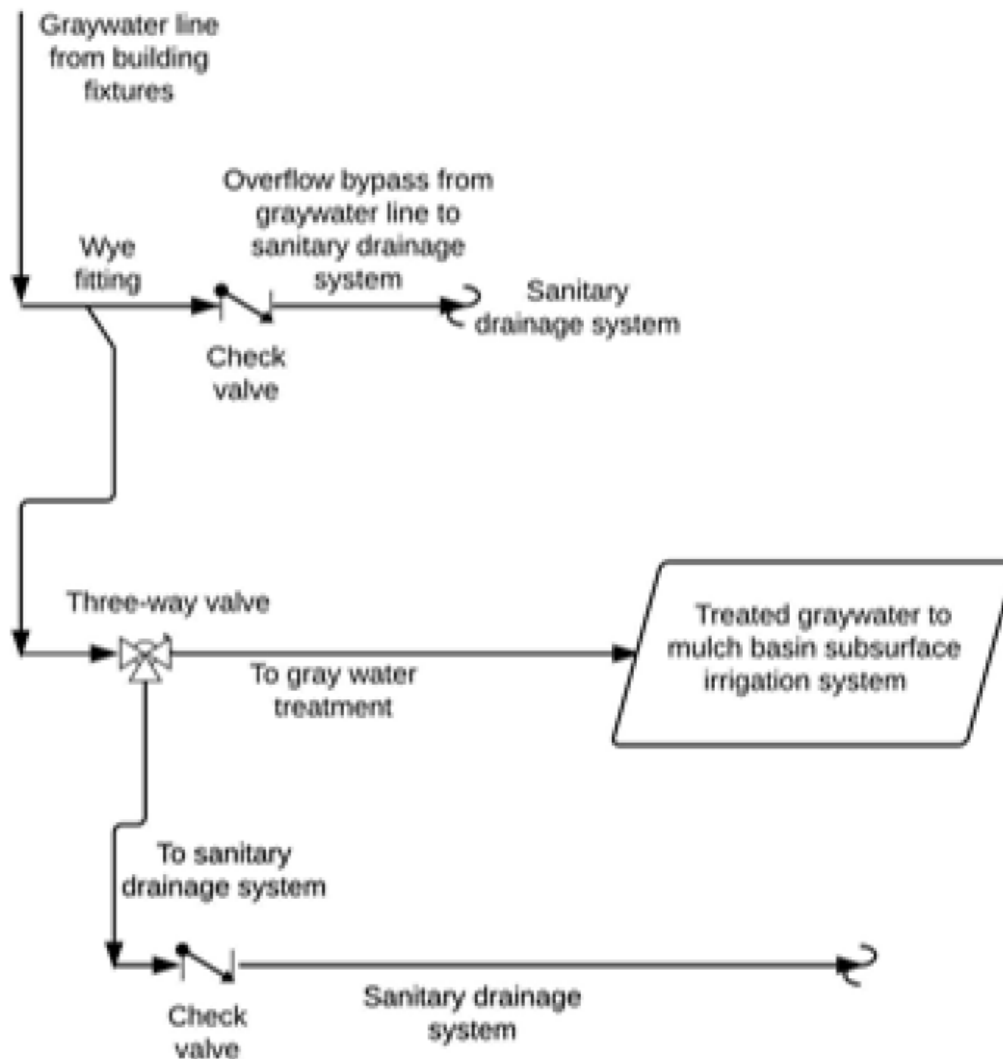 Graywater line
from building
fixtures
Overflow bypass from
graywater line to
sanitary drainage
system
Wye
fitting
Sanitary
drainage system
Check
valve
Three-way valve
To gray water
treatment
Treated graywater to
mulch basin subsurface
irrigation system
To sanitary
drainage system
Sanitary drainage
system
Check
valve